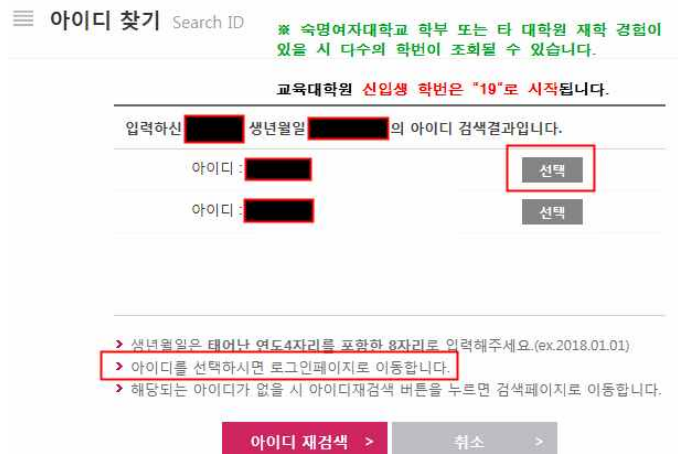 아이디 찾기 Search ID
※ 숙명여자대학교 학부 또는 타 대학원 재학 경험이
있을 시 다수의 학번이 조회될 수 있습니다.
교육대학원 신입생 학번은 "19"로 시작됩니다.
입력하신 생년월일 의 아이디 검색결과입니다.
아이디 : 선택
아이디 : 선택
생년월일은 태어난 연도4자리를 포함한 8자리로 입력해주세요.(ex.2018.01.01)
아이디를 선택하시면 로그인페이지로 이동합니다.
해당되는 아이디가 없을 시 아이디재검색 버튼을 누르면 검색페이지로 이동합니다.
아이디 재검색 > 취소 >